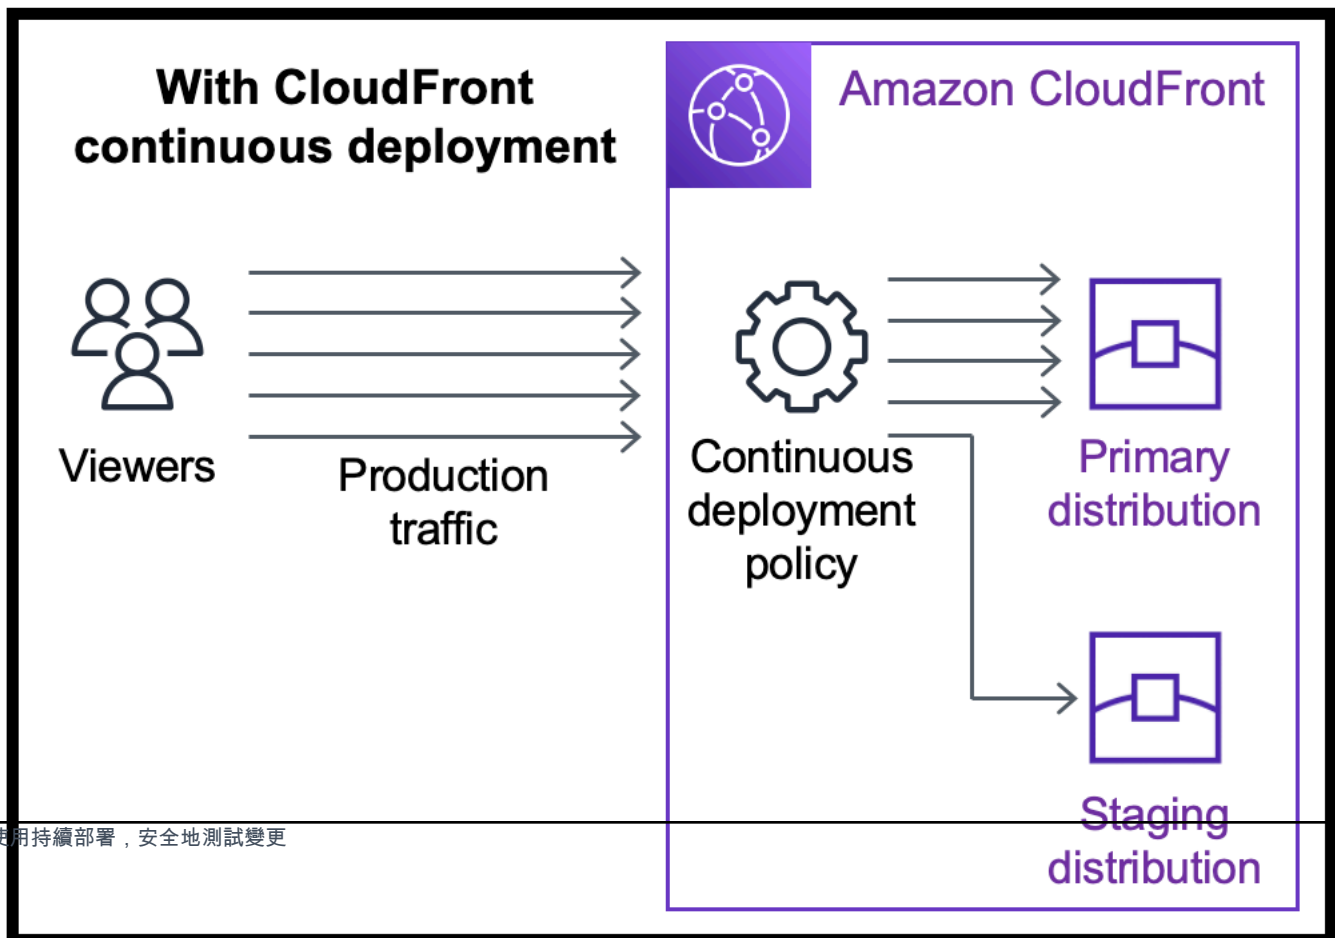 With CloudFront
continuous deployment
Amazon CloudFront
Viewers
Production
traffic
Continuous
deployment
policy
Primary
distribution
Staging
distribution
使用持續部署，安全地測試變更